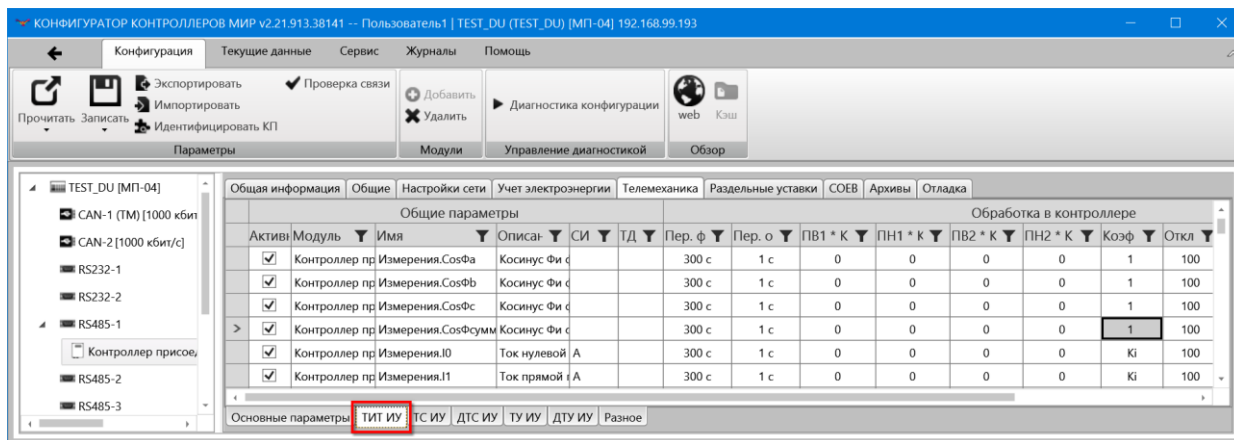 КОНФИГУРАТОР КОНТРОЛЛЕРОВ МИР v2.21.913.38141 -- Пользователь1 | TEST_DU (TEST_DU) [МП-04] 192.168.99.193
Конфигурация Текущие данные Сервис Журналы Помощь
Прочитать Записать Экспортировать Импортировать Идентифицировать КП Проверка связи
Добавить Удалить
Диагностика конфигурации
web Кэш
Параметры Модули Управление диагностикой Обзор
TEST_DU [МП-04]
CAN-1 (TM) [1000 кбит
CAN-2 [1000 кбит/с]
RS232-1
RS232-2
RS485-1
Контроллер присоед
RS485-2
RS485-3
Общая информация Общие Настройки сети Учет электроэнергии Телемеханика Раздельные уставки СОЕВ Архивы Отладка
Общие параметры Обработка в контроллере
Активн Модуль Имя Описан СИ ТД Пер. ф Пер. о ПВ1 * К ПН1 * К ПВ2 * К ПН2 * К Коэф Откл
Контроллер пр Измерения.CosФa Косинус Фи с 300 с 1 с 0 0 0 0 1 100
Контроллер пр Измерения.CosФb Косинус Фи с 300 с 1 с 0 0 0 0 1 100
Контроллер пр Измерения.CosФc Косинус Фи с 300 с 1 с 0 0 0 0 1 100
> Контроллер пр Измерения.CosФсумм Косинус Фи с 300 с 1 с 0 0 0 0 1 100
Контроллер пр Измерения.I0 Ток нулевой А 300 с 1 с 0 0 0 0 Ki 100
Контроллер пр Измерения.I1 Ток прямой п А 300 с 1 с 0 0 0 0 Ki 100
Основные параметры ТИТ ИУ ТС ИУ ДТС ИУ ТУ ИУ ДТУ ИУ Разное